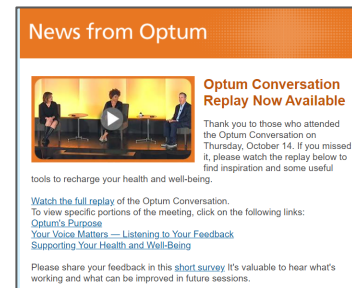 News from Optum
Optum Conversation
Replay Now Available
Thank you to those who attended
the Optum Conversation on
Thursday, October 14. If you missed
it, please watch the replay below to
find inspiration and some useful
tools to recharge your health and well-being.
Watch the full replay of the Optum Conversation.
To view specific portions of the meeting, click on the following links:
Optum's Purpose
Your Voice Matters — Listening to Your Feedback
Supporting Your Health and Well-Being
Please share your feedback in this short survey It's valuable to hear what's
working and what can be improved in future sessions.